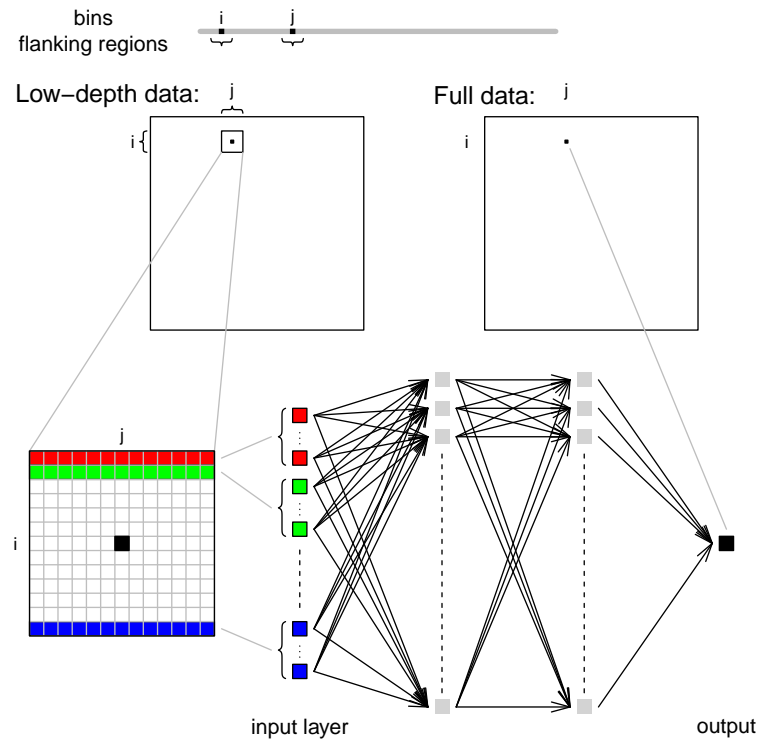 bins i j
flanking regions
Low−depth data: j
Full data: j
i
i
j
i
input layer
output